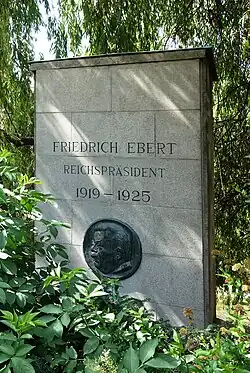 FRIEDRICH EBERT
REICHSPRÄSIDENT
1919 – 1925